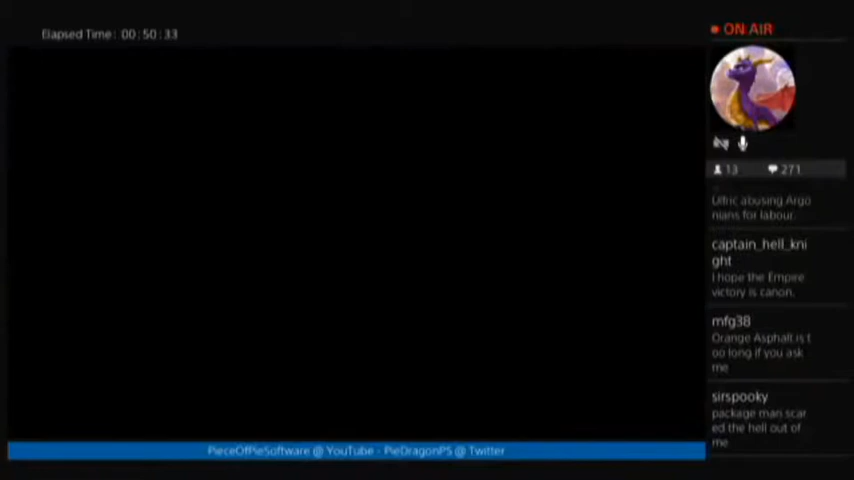 Elapsed Time: 00:50:33
ON AIR
13 271
Ulfric abusing Argo
nians for labour.
captain_hell_kni
ght
I hope the Empire
victory is canon.
mfg38
Orange Asphalt is t
oo long if you ask
me
sirspooky
package man scar
ed the hell out of
me
PieceOfPieSoftware @ YouTube - PieDragonPS @ Twitter